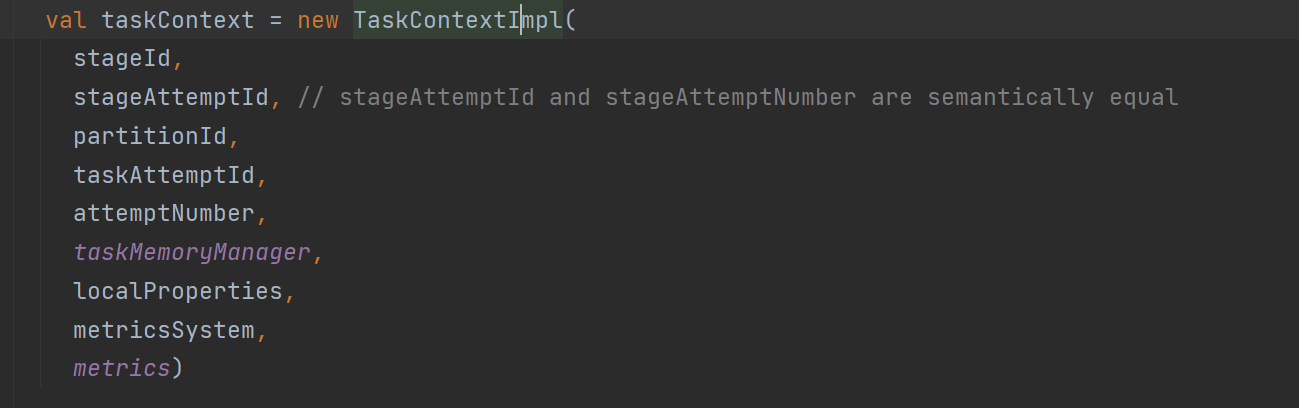 val taskContext = new TaskContextImpl(
stageId,
stageAttemptId, // stageAttemptId and stageAttemptNumber are semantically equal
partitionId,
taskAttemptId,
attemptNumber,
taskMemoryManager,
localProperties,
metricsSystem,
metrics)